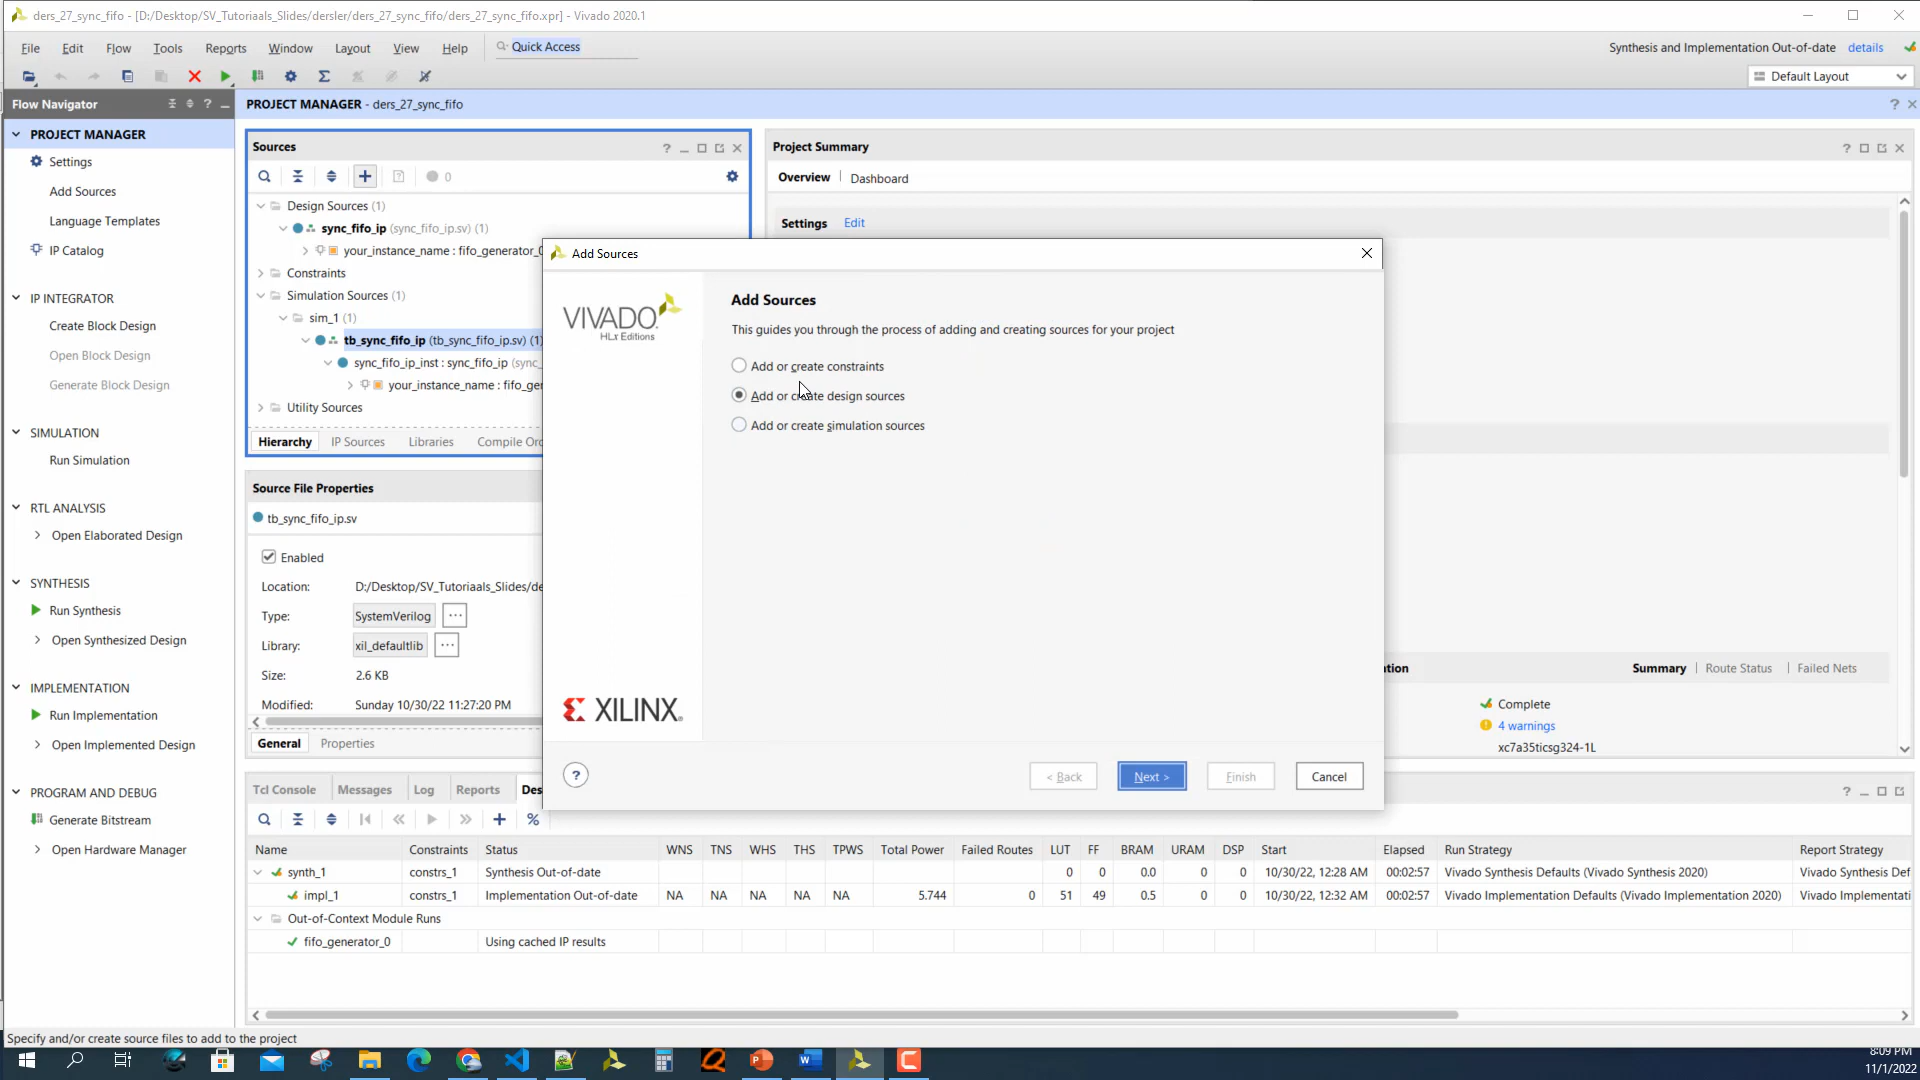 ders_27_sync_fifo - [D:/Desktop/SV_Tutoriaals_Slides/dersler/ders_27_sync_fifo/ders_27_sync_fifo.xpr] - Vivado 2020.1
File Edit Flow Tools Reports Window Layout View Help Quick Access
Synthesis and Implementation Out-of-date details
Default Layout
Flow Navigator
PROJECT MANAGER - ders_27_sync_fifo
PROJECT MANAGER
Settings
Add Sources
Language Templates
IP Catalog
IP INTEGRATOR
Create Block Design
Open Block Design
Generate Block Design
SIMULATION
Run Simulation
RTL ANALYSIS
Open Elaborated Design
SYNTHESIS
Run Synthesis
Open Synthesized Design
IMPLEMENTATION
Run Implementation
Open Implemented Design
PROGRAM AND DEBUG
Generate Bitstream
Open Hardware Manager
Sources
0
Design Sources (1)
sync_fifo_ip (sync_fifo_ip.sv) (1)
your_instance_name : fifo_generator_0
Constraints
Simulation Sources (1)
sim_1 (1)
tb_sync_fifo_ip (tb_sync_fifo_ip.sv) (1)
sync_fifo_ip_inst : sync_fifo_ip (sync_
your_instance_name : fifo_ger
Utility Sources
Hierarchy IP Sources Libraries Compile Orc
Source File Properties
tb_sync_fifo_ip.sv
Enabled
Location: D:/Desktop/SV_Tutoriaals_Slides/de
Type: SystemVerilog
Library: xil_defaultlib
Size: 2.6 KB
Modified: Sunday 10/30/22 11:27:20 PM
General Properties
Project Summary
Overview Dashboard
Settings Edit
tion
Summary Route Status Failed Nets
Complete
4 warnings
xc7a35ticsg324-1L
Add Sources
VIVADO.
HLx Editions
Add Sources
This guides you through the process of adding and creating sources for your project
Add or create constraints
Add or create design sources
Add or create simulation sources
XILINX.
? < Back Next > Finish Cancel
Tcl Console Messages Log Reports Des
Name Constraints Status WNS TNS WHS THS TPWS Total Power Failed Routes LUT FF BRAM URAM DSP Start Elapsed Run Strategy Report Strategy
synth_1 constrs_1 Synthesis Out-of-date 0 0 0.0 0 0 10/30/22, 12:28 AM 00:02:57 Vivado Synthesis Defaults (Vivado Synthesis 2020) Vivado Synthesis Def
impl_1 constrs_1 Implementation Out-of-date NA NA NA NA NA 5.744 0 51 49 0.5 0 0 10/30/22, 12:32 AM 00:02:57 Vivado Implementation Defaults (Vivado Implementation 2020) Vivado Implementati
Out-of-Context Module Runs
fifo_generator_0 Using cached IP results
Specify and/or create source files to add to the project
8:09 PM
11/1/2022